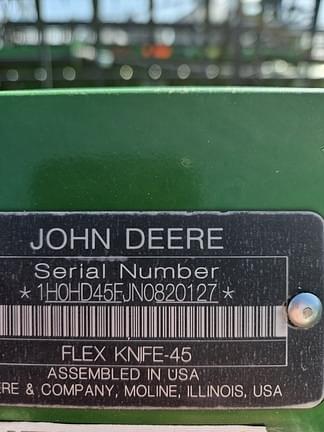 JOHN DEERE
Serial Number
*1H0HD45FJN0820127*
FLEX KNIFE-45
ASSEMBLED IN USA
ERE & COMPANY, MOLINE, ILLINOIS, USA